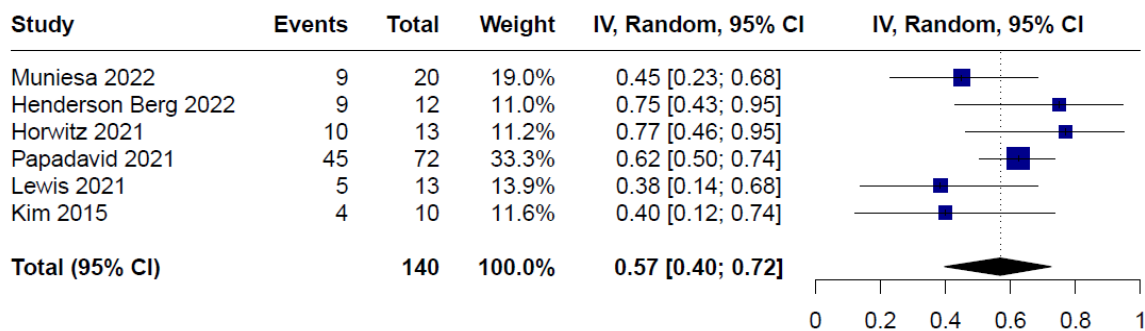 Study Events Total Weight IV, Random, 95% CI IV, Random, 95% CI
Muniesa 2022 9 20 19.0% 0.45 [0.23; 0.68]
Henderson Berg 2022 9 12 11.0% 0.75 [0.43; 0.95]
Horwitz 2021 10 13 11.2% 0.77 [0.46; 0.95]
Papadavid 2021 45 72 33.3% 0.62 [0.50; 0.74]
Lewis 2021 5 13 13.9% 0.38 [0.14; 0.68]
Kim 2015 4 10 11.6% 0.40 [0.12; 0.74]
Total (95% CI) 140 100.0% 0.57 [0.40; 0.72]
0 0.2 0.4 0.6 0.8 1